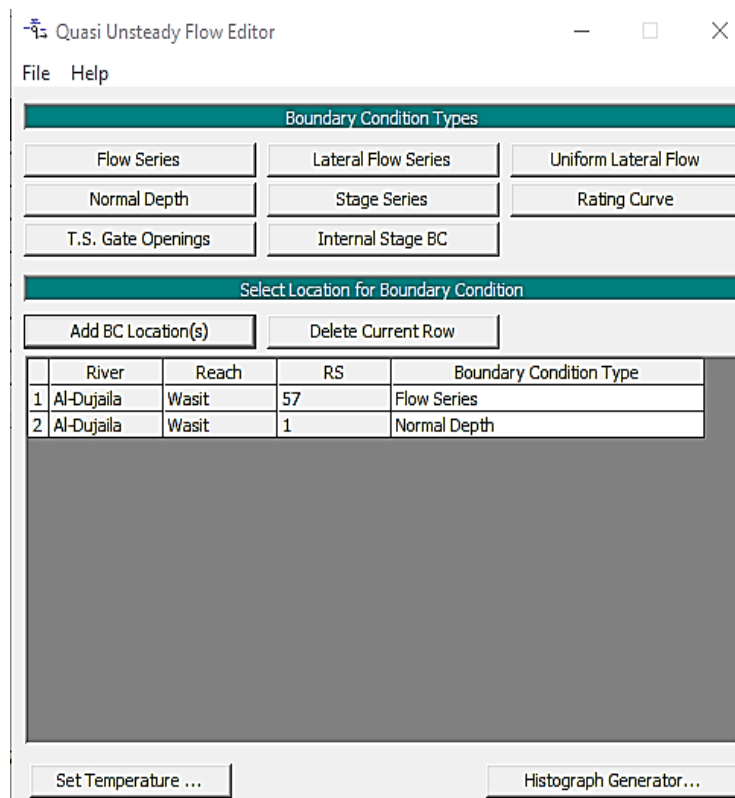 Quasi Unsteady Flow Editor
File Help
Boundary Condition Types
Flow Series Lateral Flow Series Uniform Lateral Flow
Normal Depth Stage Series Rating Curve
T.S. Gate Openings Internal Stage BC
Select Location for Boundary Condition
Add BC Location(s) Delete Current Row
River Reach RS Boundary Condition Type
1 Al-Dujaila Wasit 57 Flow Series
2 Al-Dujaila Wasit 1 Normal Depth
Set Temperature ... Histograph Generator...